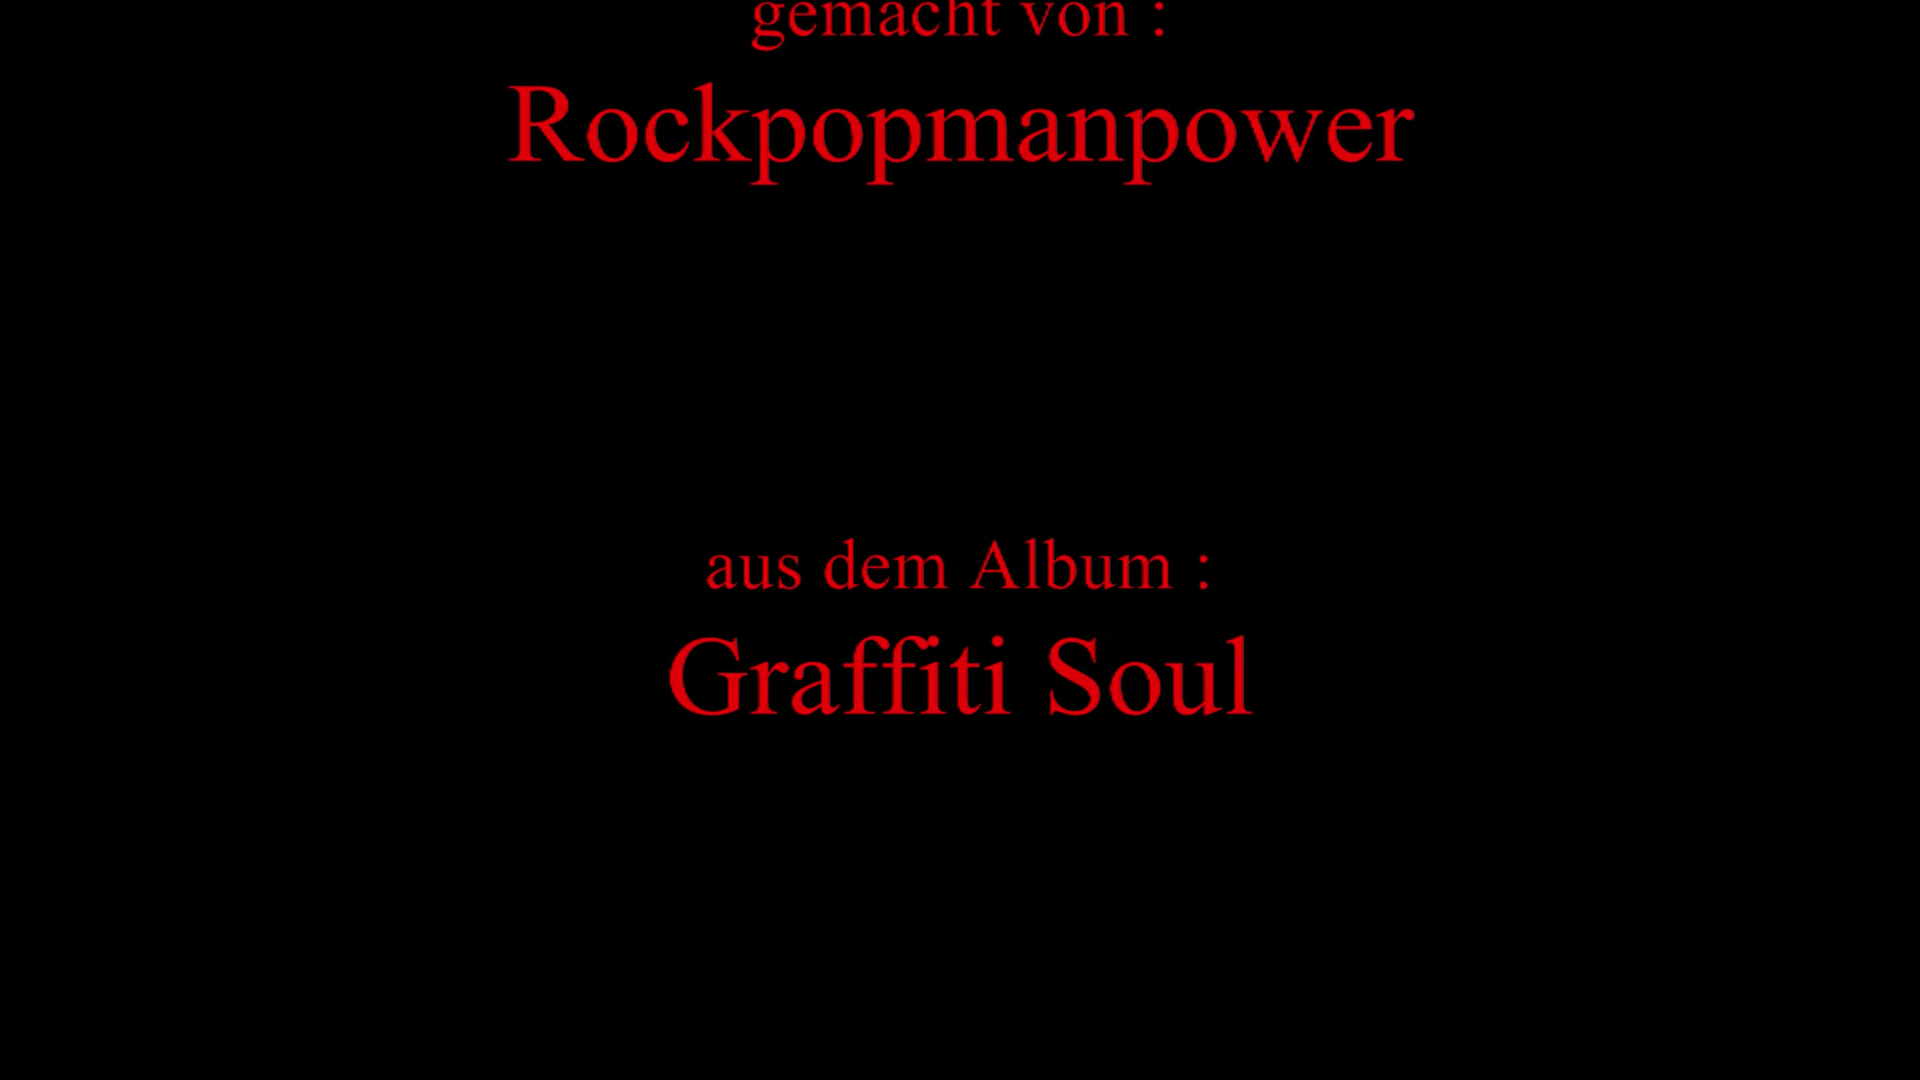 gemacht von :
Rockpopmanpower
aus dem Album :
Graffiti Soul